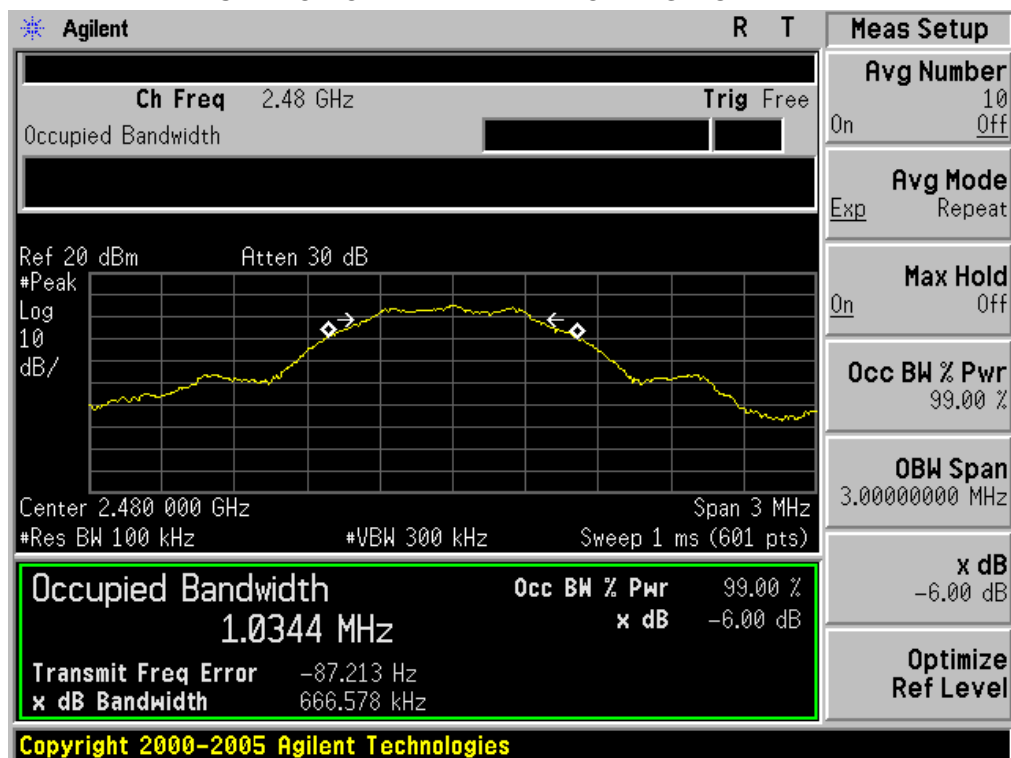 Agilent R T
Meas Setup
Ch Freq 2.48 GHz Trig Free
Occupied Bandwidth
Ref 20 dBm Atten 30 dB
#Peak
Log
10
dB/
Center 2.480 000 GHz Span 3 MHz
#Res BW 100 kHz #VBW 300 kHz Sweep 1 ms (601 pts)
Occupied Bandwidth Occ BW % Pwr 99.00 %
1.0344 MHz x dB -6.00 dB
Transmit Freq Error -87.213 Hz
x dB Bandwidth 666.578 kHz
Copyright 2000-2005 Agilent Technologies
Avg Number
10
On Off
Avg Mode
Exp Repeat
Max Hold
On Off
Occ BW % Pwr
99.00 %
OBW Span
3.00000000 MHz
x dB
-6.00 dB
Optimize
Ref Level